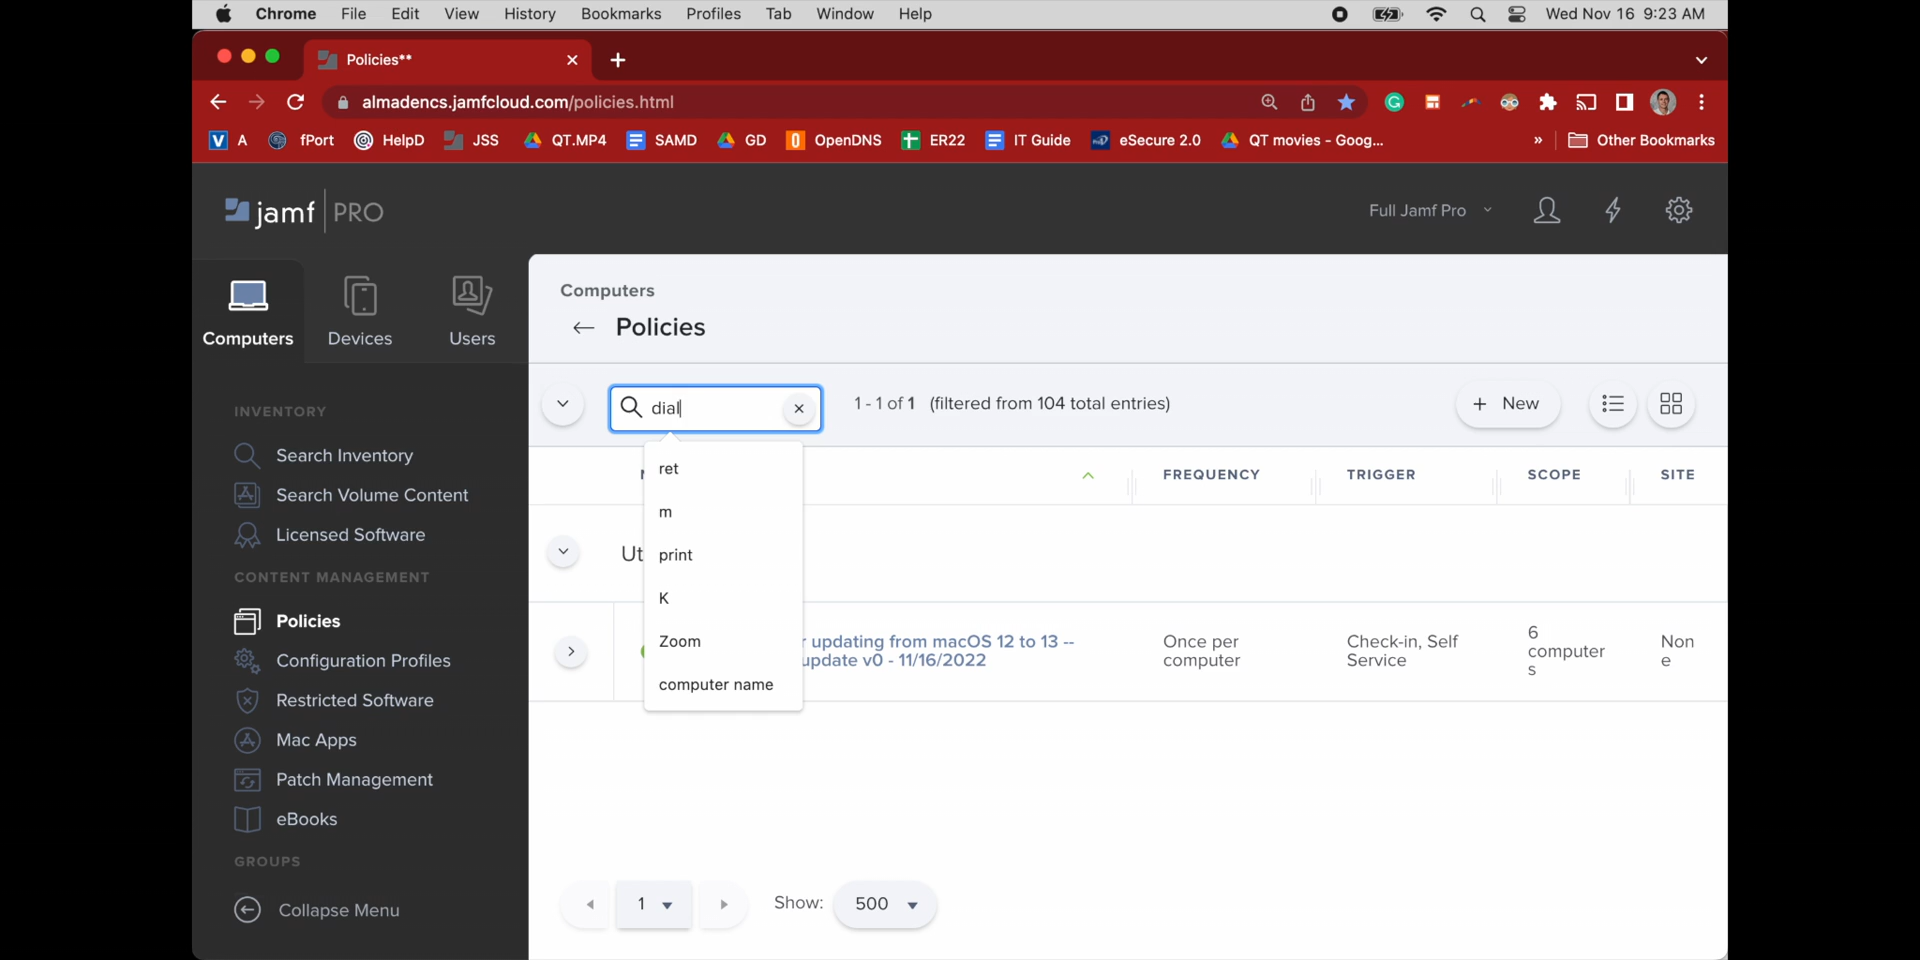 Chrome File Edit View History Bookmarks Profiles Tab Window Help Wed Nov 16 9:23 AM
Policies**
almadencs.jamfcloud.com/policies.html
A fPort HelpD JSS QT.MP4 SAMD GD OpenDNS ER22 IT Guide eSecure 2.0 QT movies - Goog... » Other Bookmarks
jamf PRO
Full Jamf Pro
Computers Devices Users
INVENTORY
Search Inventory
Search Volume Content
Licensed Software
CONTENT MANAGEMENT
Policies
Configuration Profiles
Restricted Software
Mac Apps
Patch Management
eBooks
GROUPS
Collapse Menu
Computers
Policies
dial
1 - 1 of 1 (filtered from 104 total entries)
+ New
ret
m
print
K
Zoom
computer name
FREQUENCY TRIGGER SCOPE SITE
Ut
r updating from macOS 12 to 13 --
update v0 - 11/16/2022
Once per
computer
Check-in, Self
Service
6
computer
s
Non
e
1
Show: 500